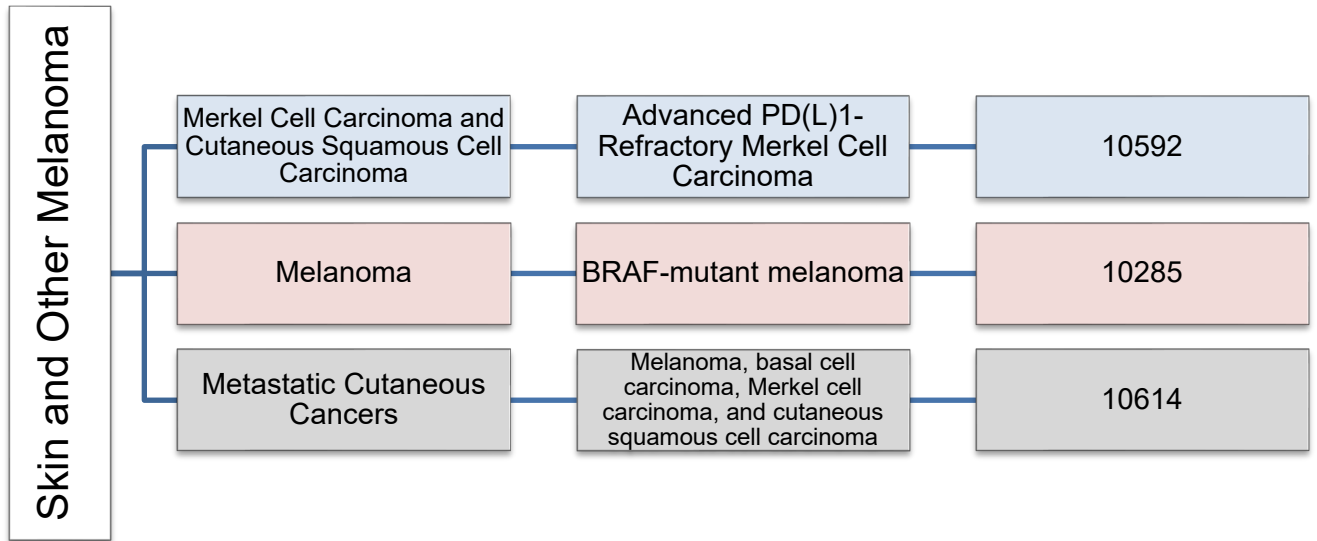 Skin and Other Melanoma
Merkel Cell Carcinoma and
Cutaneous Squamous Cell
Carcinoma
Advanced PD(L)1-
Refractory Merkel Cell
Carcinoma
10592
Melanoma
BRAF-mutant melanoma
10285
Metastatic Cutaneous
Cancers
Melanoma, basal cell
carcinoma, Merkel cell
carcinoma, and cutaneous
squamous cell carcinoma
10614